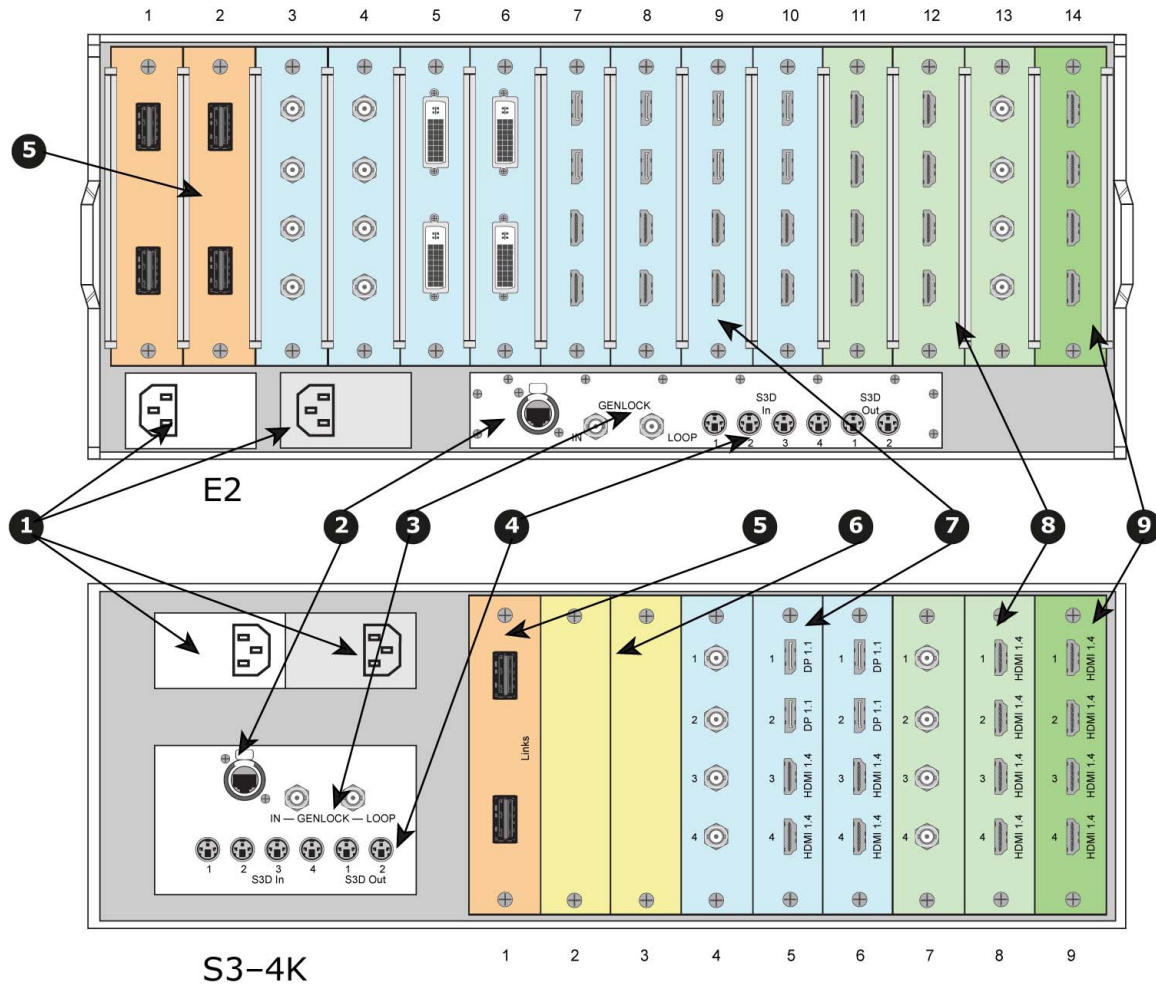 1 2 3 4 5 6 7 8 9 10 11 12 13 14
5
GENLOCK
IN
LOOP
S3D
In
S3D
Out
1 2 3 4 1 2
E2
1 2 3 4 5 6 7 8 9
Links
IN — GENLOCK — LOOP
1 2 3 4 1 2
S3D In
S3D Out
1 1 DP 1.1 1 DP 1.1 1 1 HDMI 1.4 1 HDMI 1.4
2 2 DP 1.1 2 DP 1.1 2 2 HDMI 1.4 2 HDMI 1.4
3 3 HDMI 1.4 3 HDMI 1.4 3 3 HDMI 1.4 3 HDMI 1.4
4 4 HDMI 1.4 4 HDMI 1.4 4 4 HDMI 1.4 4 HDMI 1.4
1 2 3 4 5 6 7 8 9
S3–4K